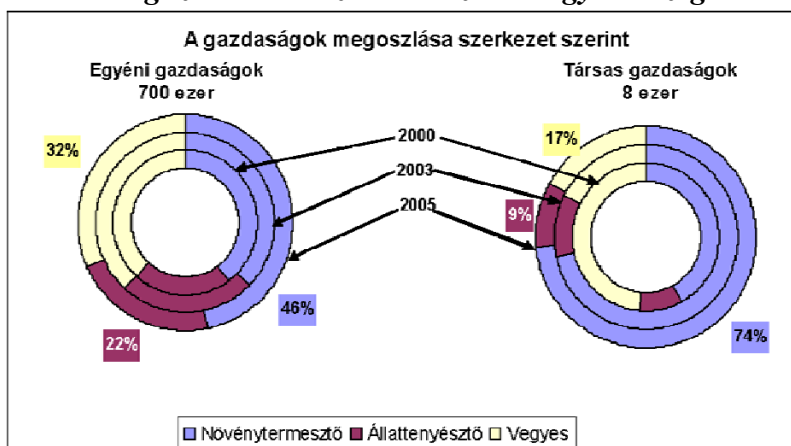 A gazdaságok megoszlása szerkezet szerint
Egyéni gazdaságok
700 ezer
Társas gazdaságok
8 ezer
32%
22%
46%
2000
2003
2005
17%
9%
74%
Növénytermesztő
Állattenyésztő
Vegyes